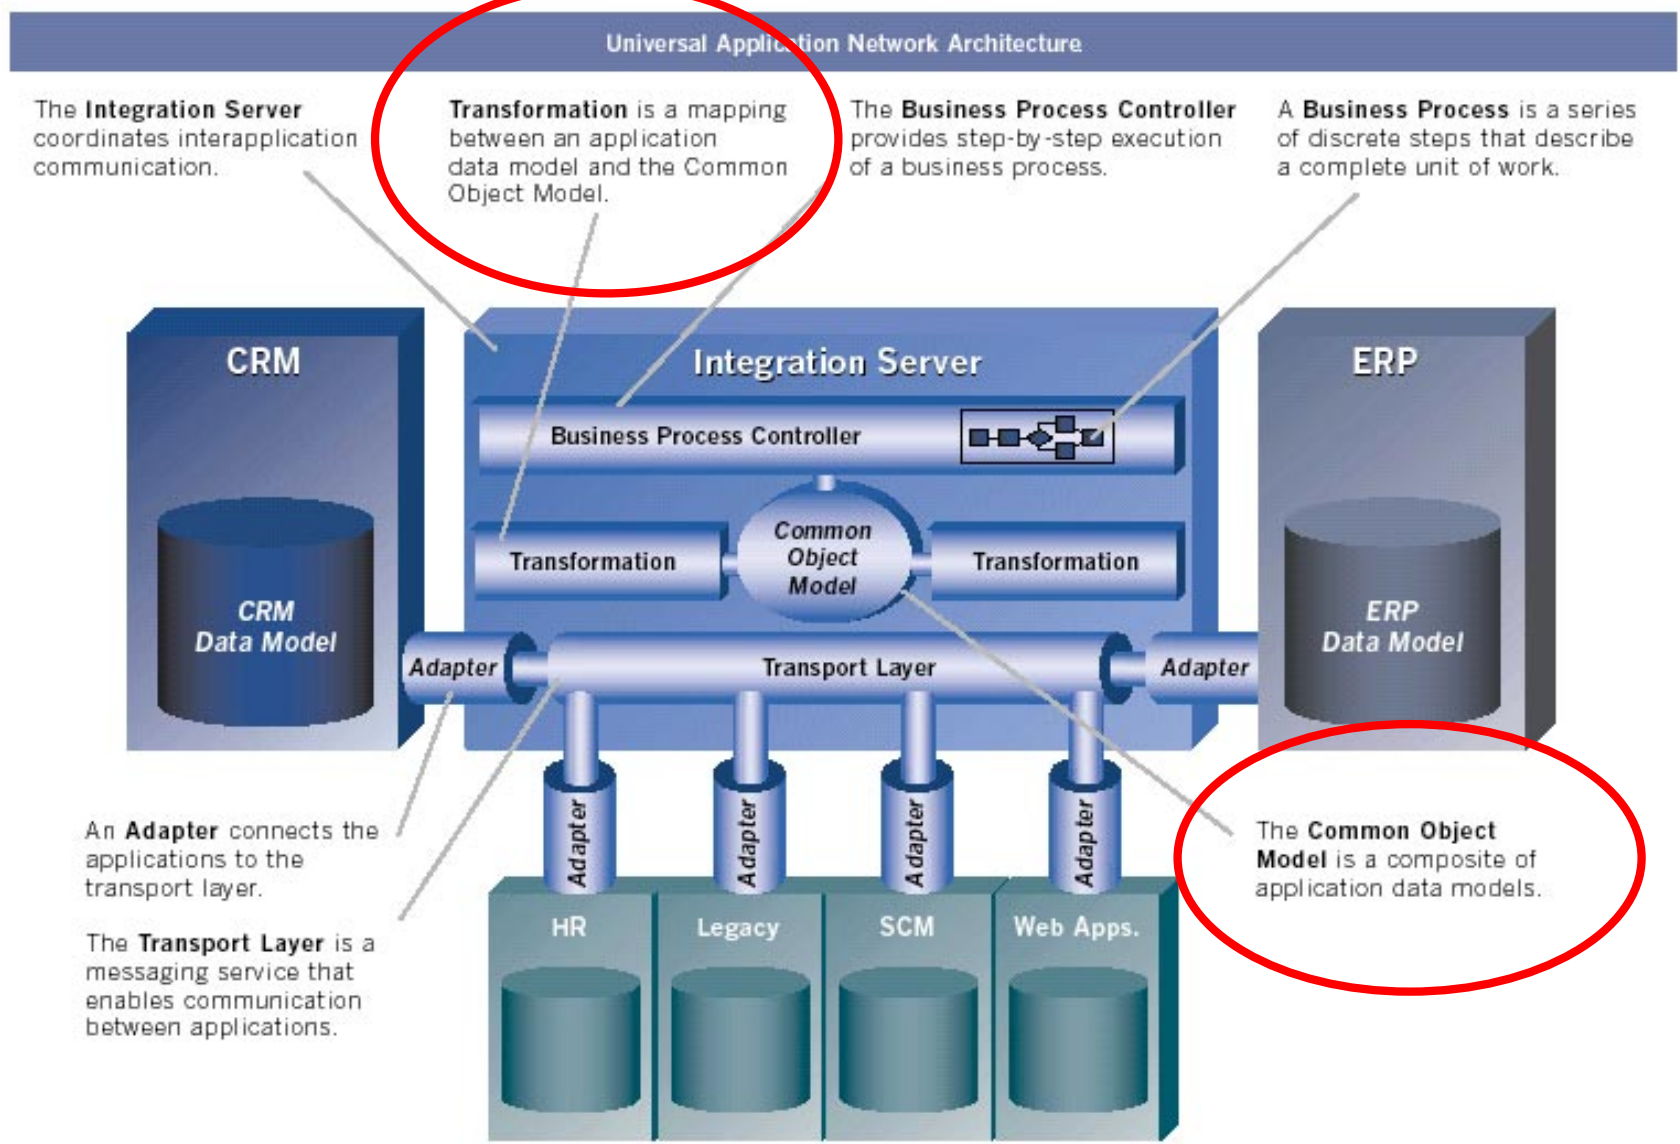 Universal Application Network Architecture
The Integration Server
coordinates interapplication
communication.
Transformation is a mapping
between an application
data model and the Common
Object Model.
The Business Process Controller
provides step-by-step execution
of a business process.
A Business Process is a series
of discrete steps that describe
a complete unit of work.
CRM
Integration Server
ERP
Business Process Controller
Transformation
Common
Object
Model
Transformation
CRM
Data Model
ERP
Data Model
Adapter
Transport Layer
Adapter
Adapter
Adapter
Adapter
Adapter
An Adapter connects the
applications to the
transport layer.
The Common Object
Model is a composite of
application data models.
The Transport Layer is a
messaging service that
enables communication
between applications.
HR
Legacy
SCM
Web Apps.